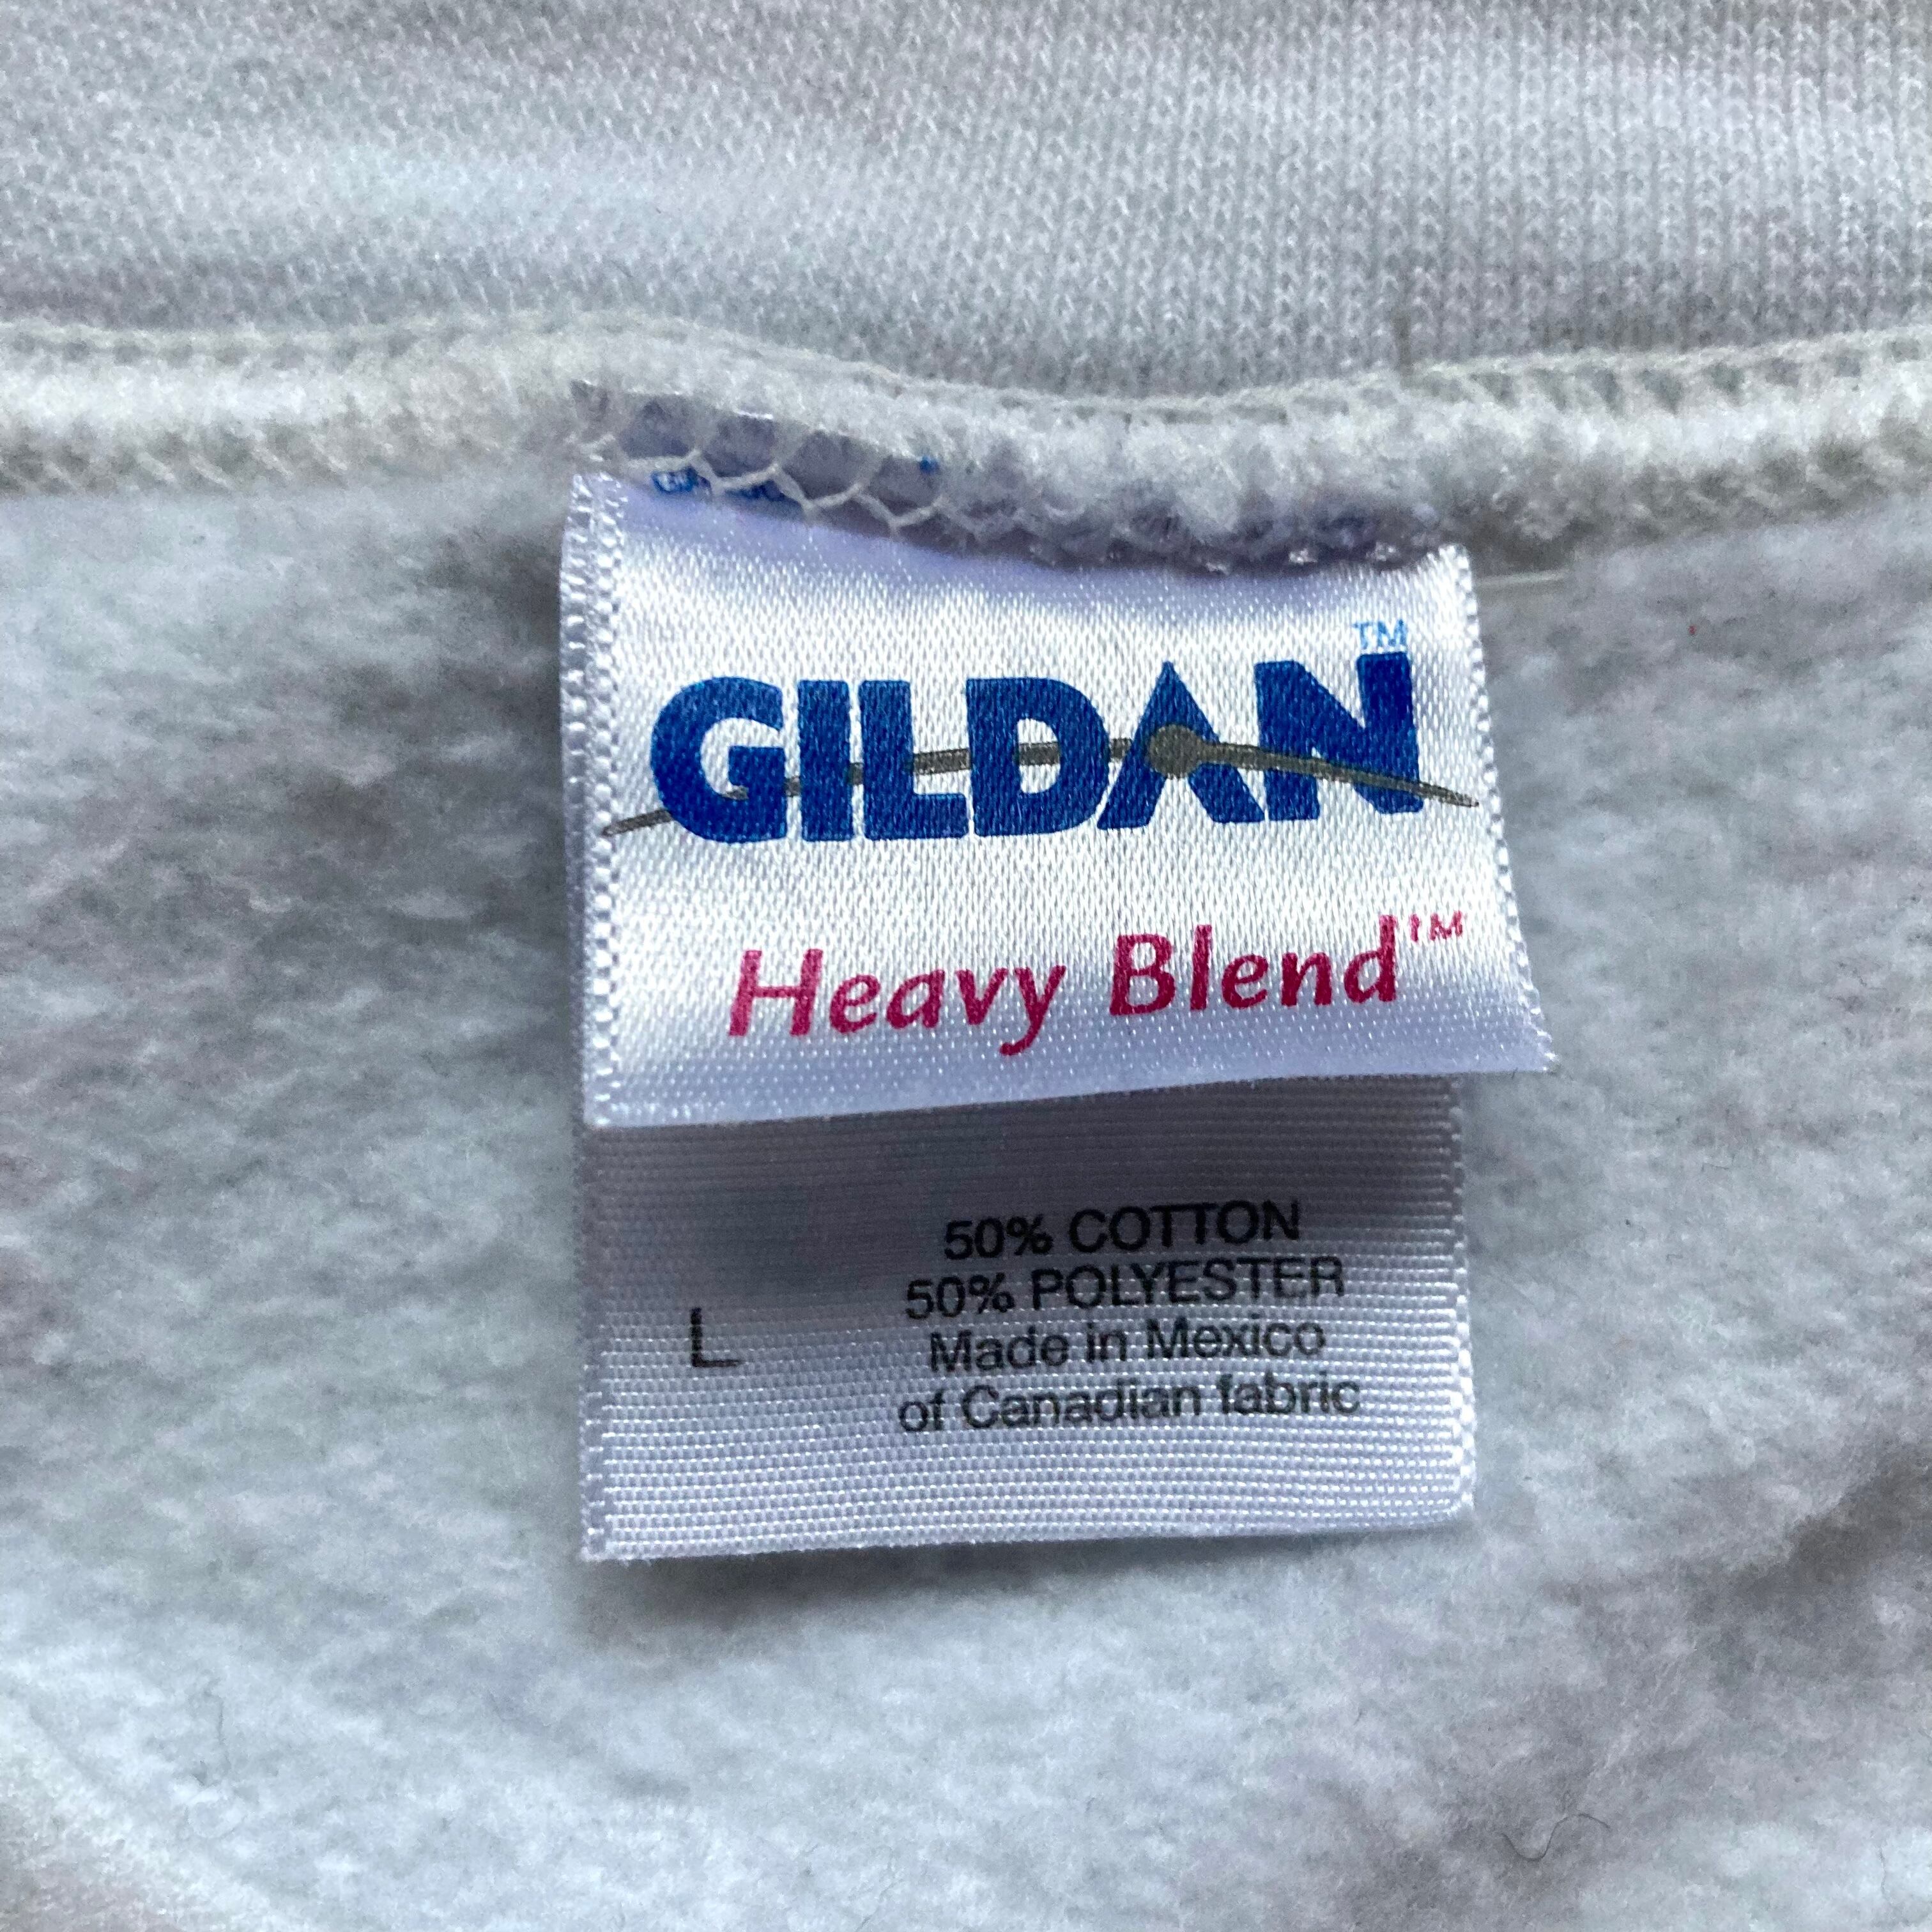 GILDAN™
Heavy Blend™
50% COTTON
50% POLYESTER
L
Made in Mexico
of Canadian fabric